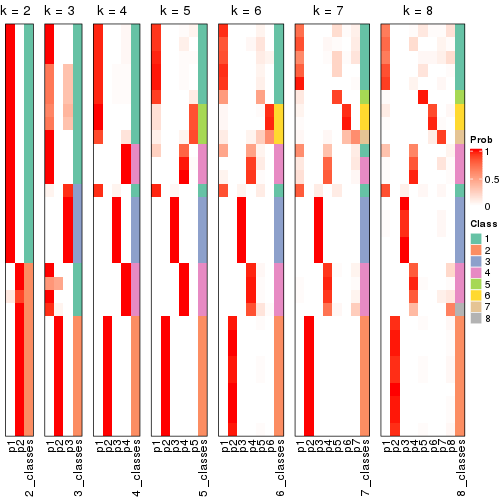 k = 2
k = 3
k = 4
k = 5
k = 6
k = 7
k = 8
p1
p2
2_classes
p1
p2
p3
3_classes
p1
p2
p3
p4
4_classes
p1
p2
p3
p4
p5
5_classes
p1
p2
p3
p4
p5
p6
6_classes
p1
p2
p3
p4
p5
p6
p7
7_classes
p1
p2
p3
p4
p5
p6
p7
p8
8_classes
Prob
1
0.5
0
Class
1
2
3
4
5
6
7
8